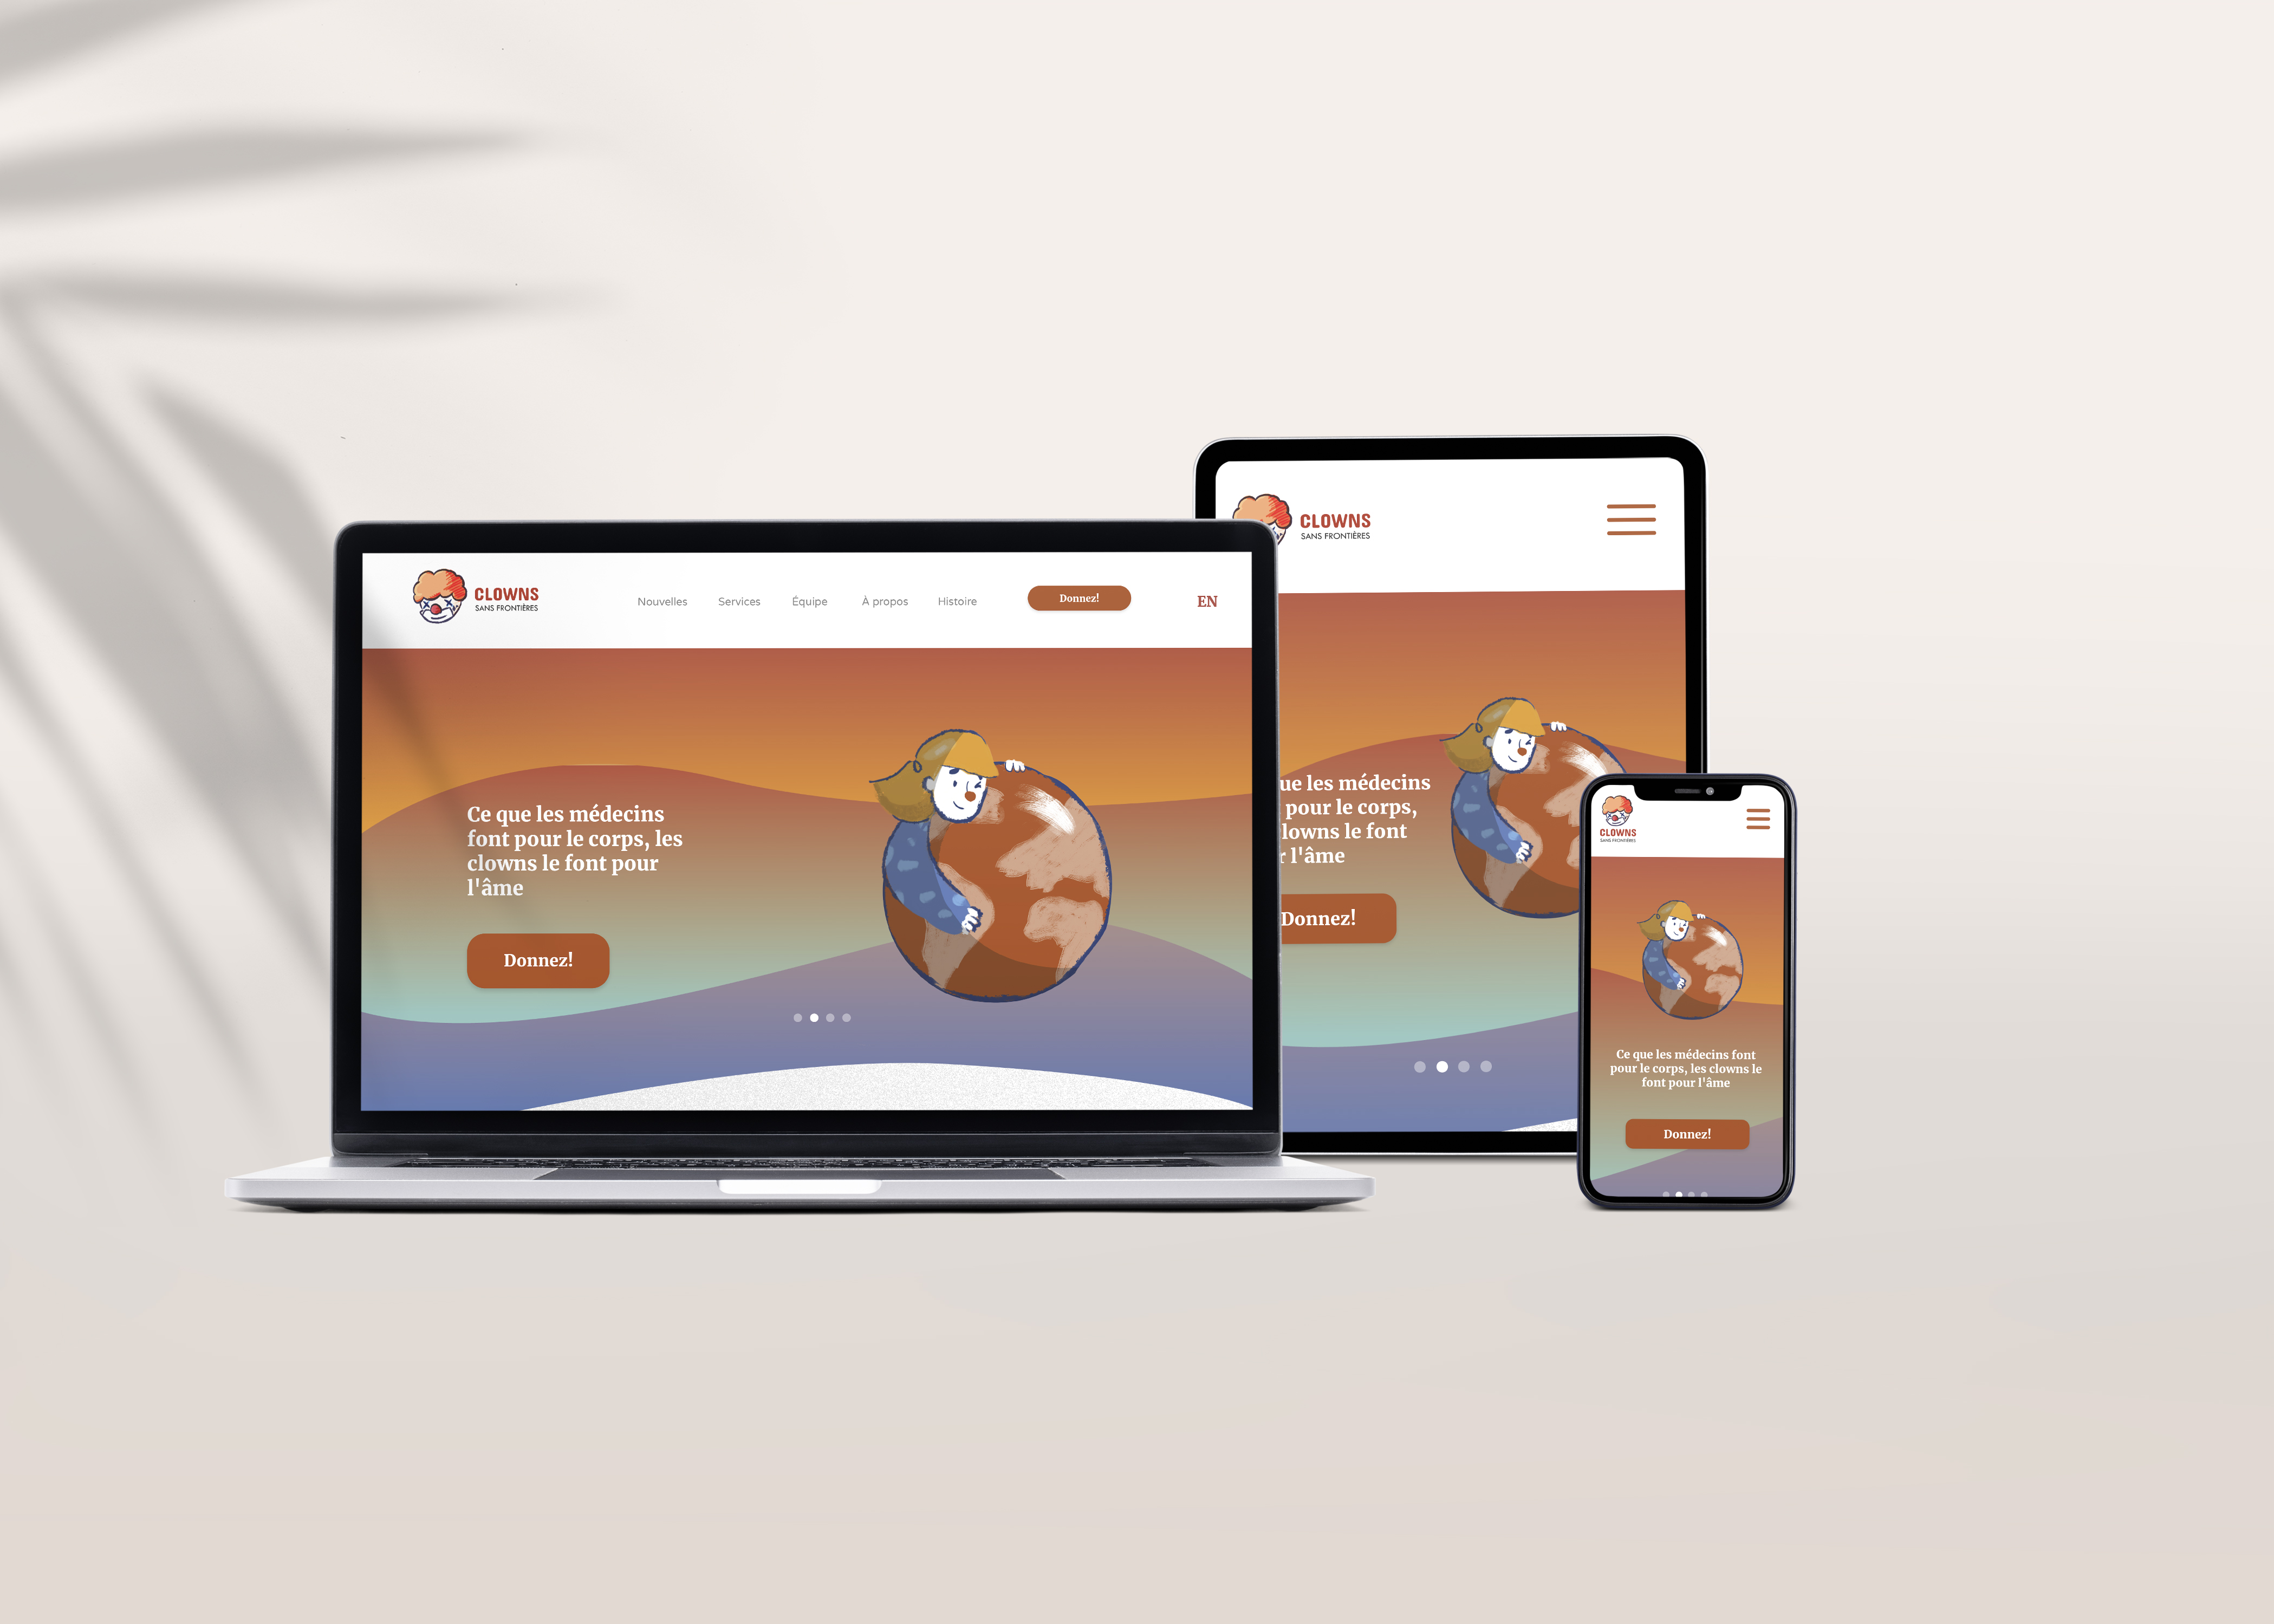 CLOWNS
SANS FRONTIÈRES
Nouvelles Services Équipe À propos Histoire Donnez! EN
Ce que les médecins
font pour le corps, les
clowns le font pour
l'âme
Donnez!
CLOWNS
SANS FRONTIÈRES
ue les médecins
pour le corps,
lowns le font
l'âme
Donnez!
CLOWNS
SANS FRONTIÈRES
Ce que les médecins font
pour le corps, les clowns le
font pour l'âme
Donnez!